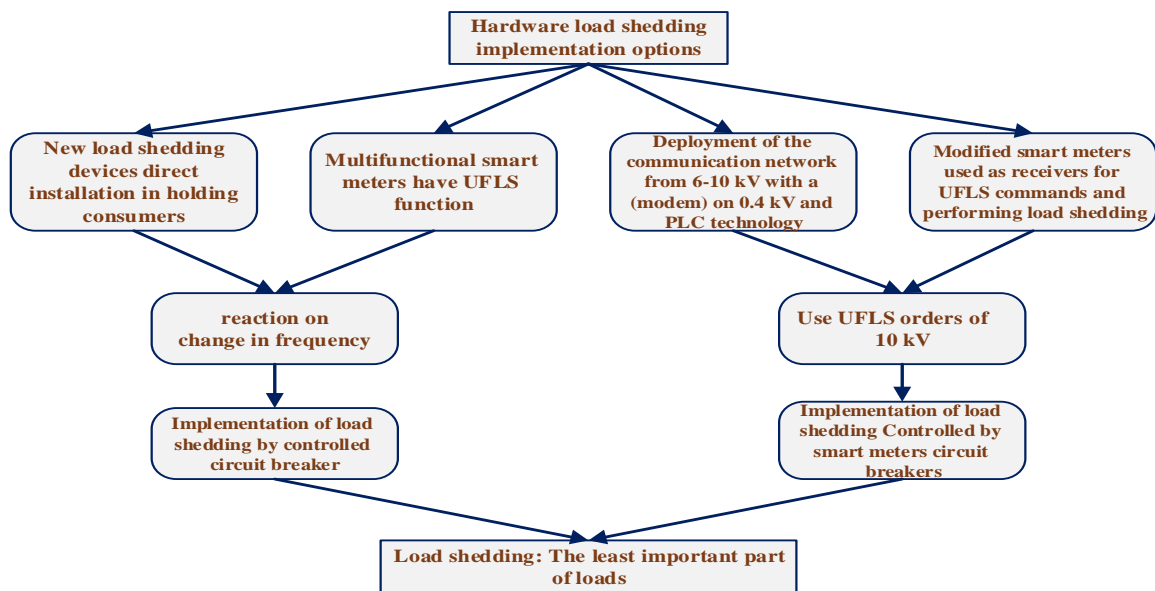 Hardware load shedding
implementation options
New load shedding
devices direct
installation in holding
consumers
Multifunctional smart
meters have UFLS
function
Deployment of the
communication network
from 6-10 kV with a
(modem) on 0.4 kV and
PLC technology
Modified smart meters
used as receivers for
UFLS commands and
performing load shedding
reaction on
change in frequency
Use UFLS orders of
10 kV
Implementation of load
shedding by controlled
circuit breaker
Implementation of load
shedding Controlled by
smart meters circuit
breakers
Load shedding: The least important part
of loads